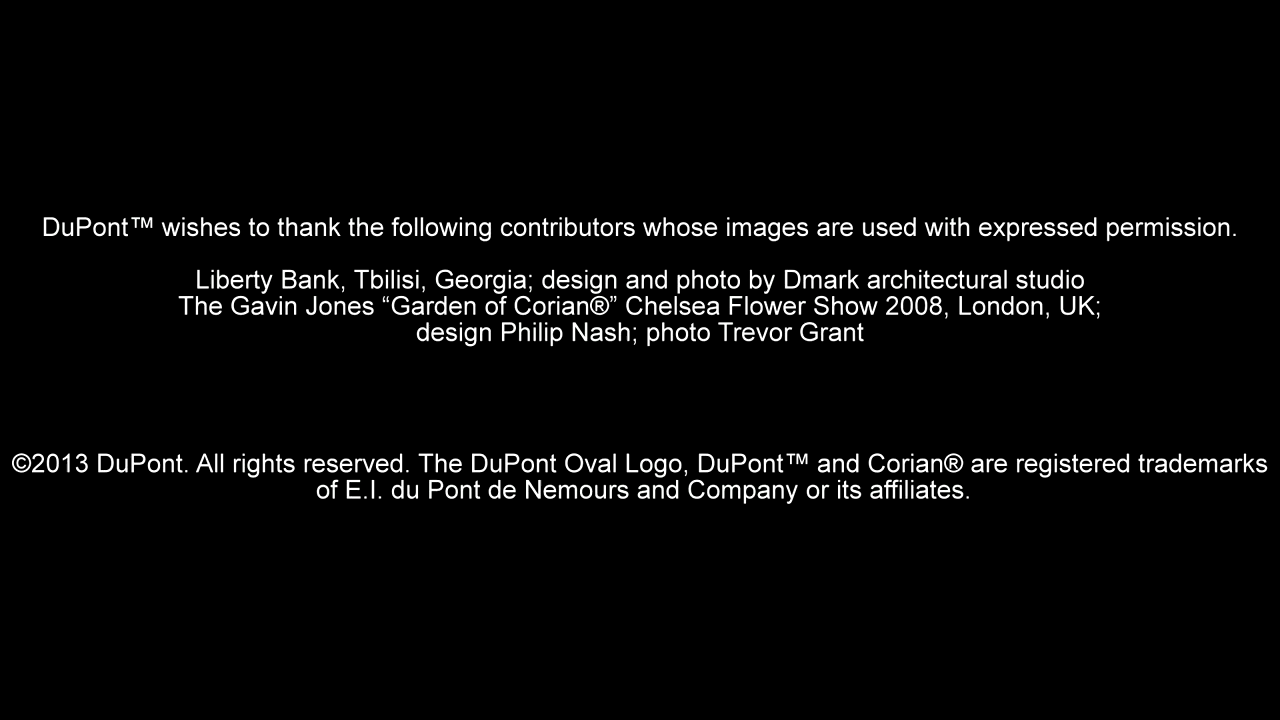 DuPont™ wishes to thank the following contributors whose images are used with expressed permission.
Liberty Bank, Tbilisi, Georgia; design and photo by Dmark architectural studio
The Gavin Jones “Garden of Corian®” Chelsea Flower Show 2008, London, UK;
design Philip Nash; photo Trevor Grant
©2013 DuPont. All rights reserved. The DuPont Oval Logo, DuPont™ and Corian® are registered trademarks
of E.I. du Pont de Nemours and Company or its affiliates.